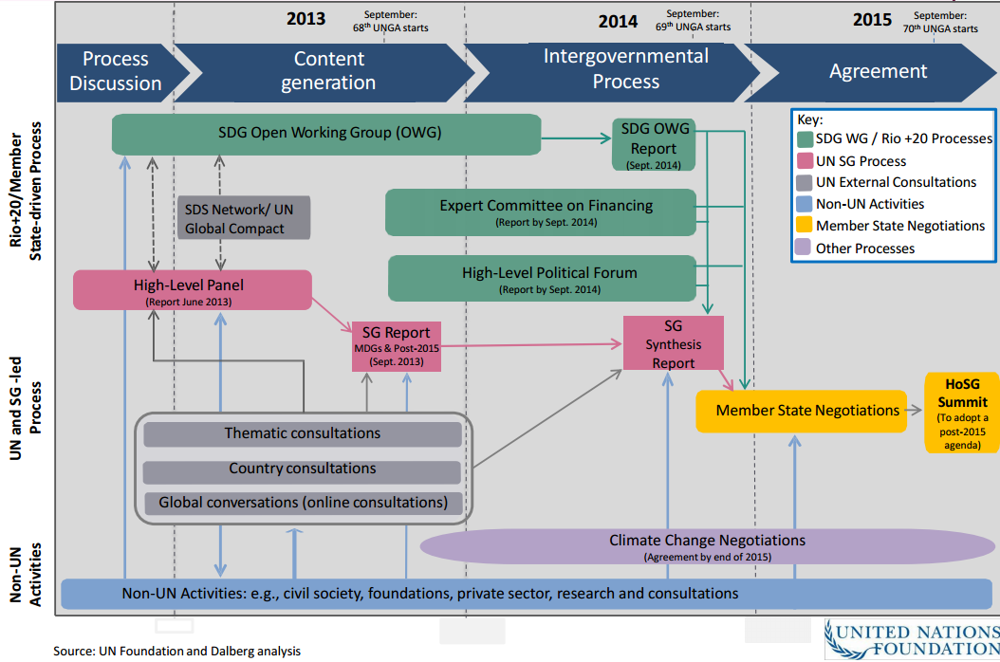 2013
September:
68th UNGA starts
2014
September:
69th UNGA starts
2015
September:
70th UNGA starts
Process
Discussion
Content
generation
Intergovernmental
Process
Agreement
Rio+20/Member
State-driven Process
SDG Open Working Group (OWG)
SDG OWG
Report
(Sept. 2014)
Key:
SDG WG / Rio +20 Processes
UN SG Process
UN External Consultations
Non-UN Activities
Member State Negotiations
Other Processes
SDS Network/ UN
Global Compact
Expert Committee on Financing
(Report by Sept. 2014)
High-Level Political Forum
(Report by Sept. 2014)
UN and SG -led
Process
High-Level Panel
(Report June 2013)
SG Report
MDGs & Post-2015
(Sept. 2013)
SG
Synthesis
Report
Member State Negotiations
HoSG
Summit
(To adopt a
post-2015
agenda)
Thematic consultations
Country consultations
Global conversations (online consultations)
Non-UN
Activities
Climate Change Negotiations
(Agreement by end of 2015)
Non-UN Activities: e.g., civil society, foundations, private sector, research and consultations
Source: UN Foundation and Dalberg analysis
UNITED NATIONS
FOUNDATION